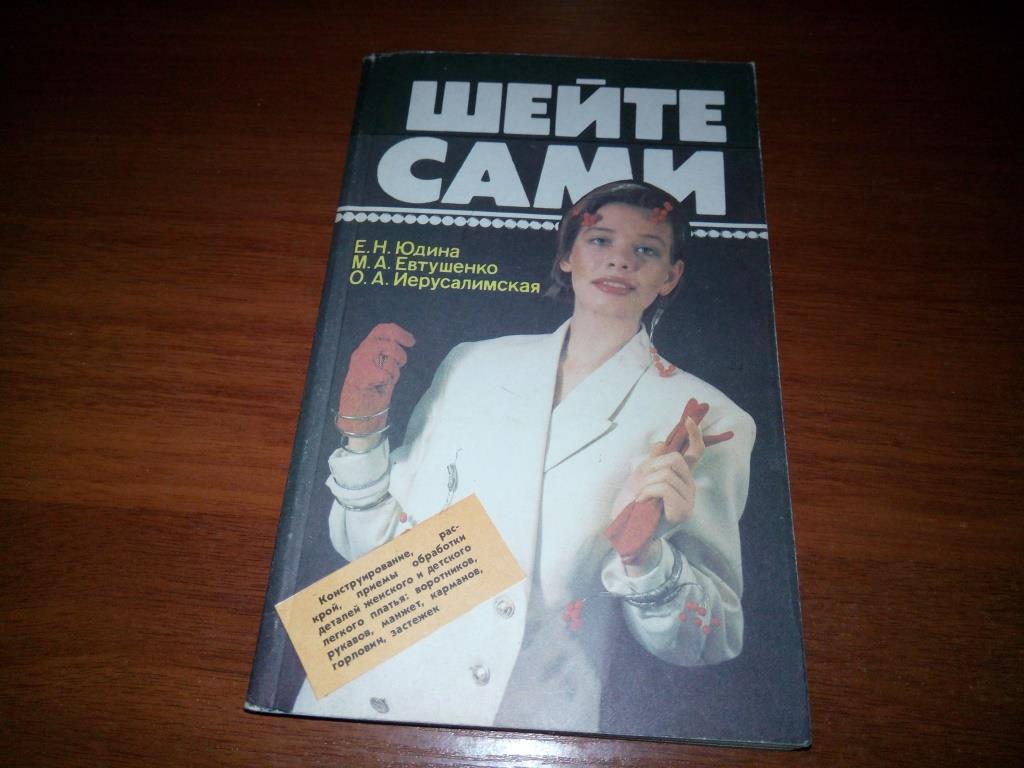 ШЕЙТЕ
САМИ
Е. Н. Юдина
М. А. Евтушенко
О. А. Иерусалимская
Конструирование, рас-
крой, приемы обработки
деталей женского и детского
легкого платья: воротников,
рукавов, манжет, карманов,
горловин, застежек